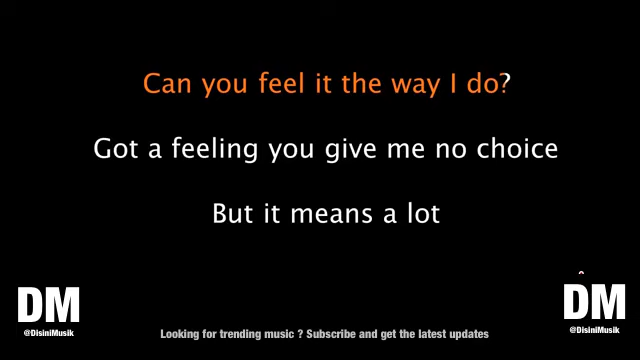 Can you feel it the way I do?
Got a feeling you give me no choice
But it means a lot
DM
@DisiniMusik
DM
@DisiniMusik
Looking for trending music ? Subscribe and get the latest updates